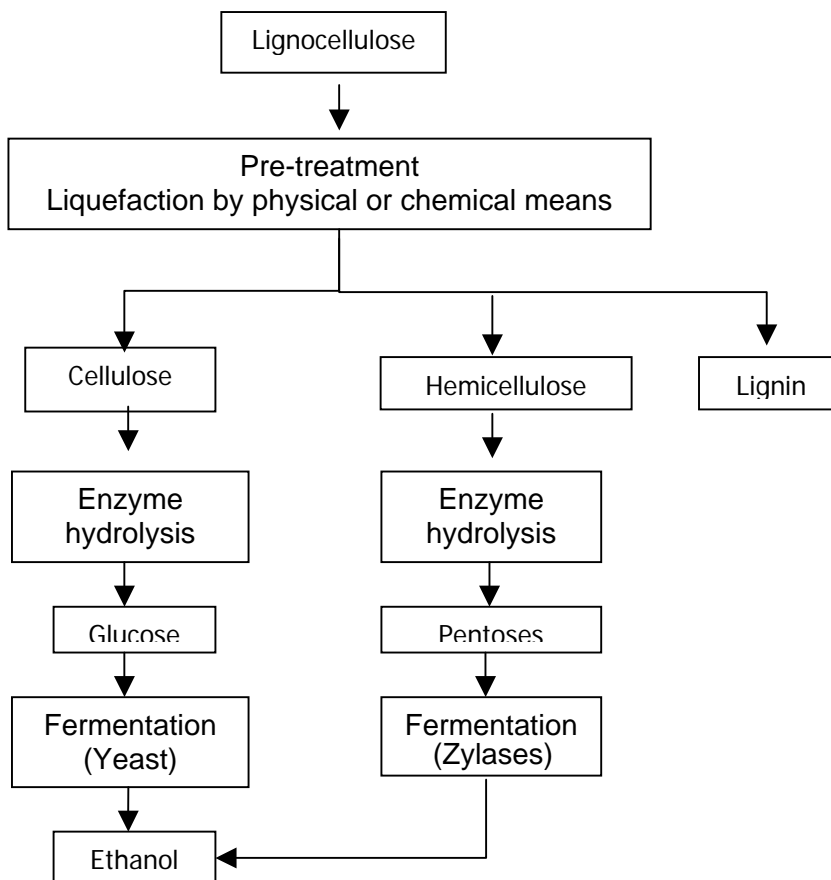 Lignocellulose
Pre-treatment
Liquefaction by physical or chemical means
Cellulose
Hemicellulose
Lignin
Enzyme
hydrolysis
Enzyme
hydrolysis
Glucose
Pentoses
Fermentation
(Yeast)
Fermentation
(Zylases)
Ethanol